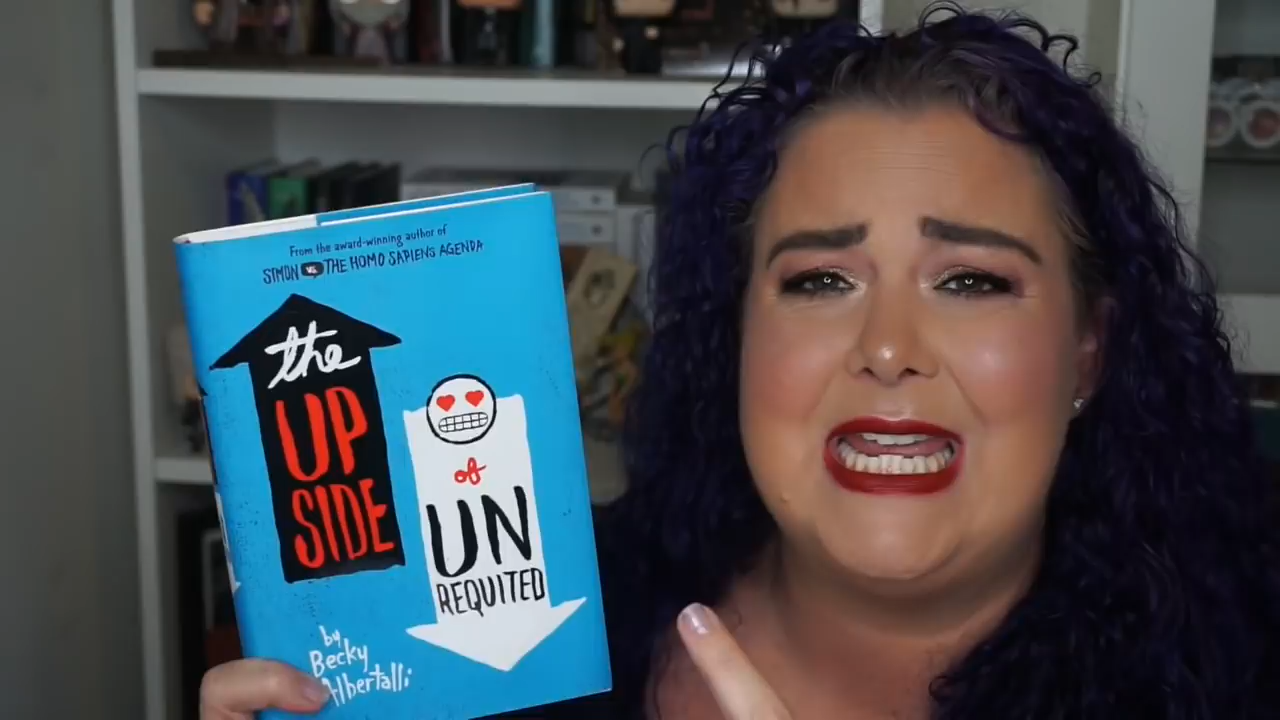 From the award-winning author of
SIMON vs. THE HOMO SAPIENS AGENDA
the
UP
SIDE
of
UN
REQUITED
by
Becky
Albertalli